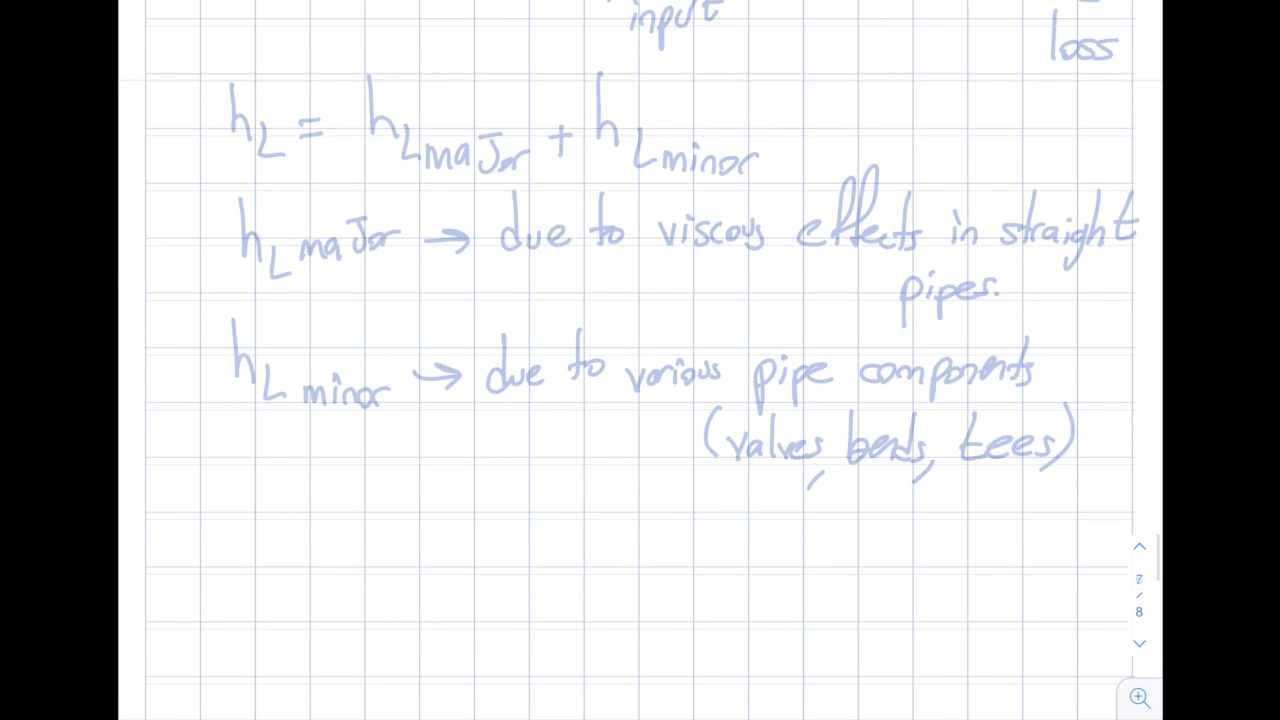 input
loss
hL = hLmaJor + hLminor
hLmaJor → due to viscous effects in straight
pipes.
hLminor → due to various pipe components
(valves, bends, tees)
7
/
8